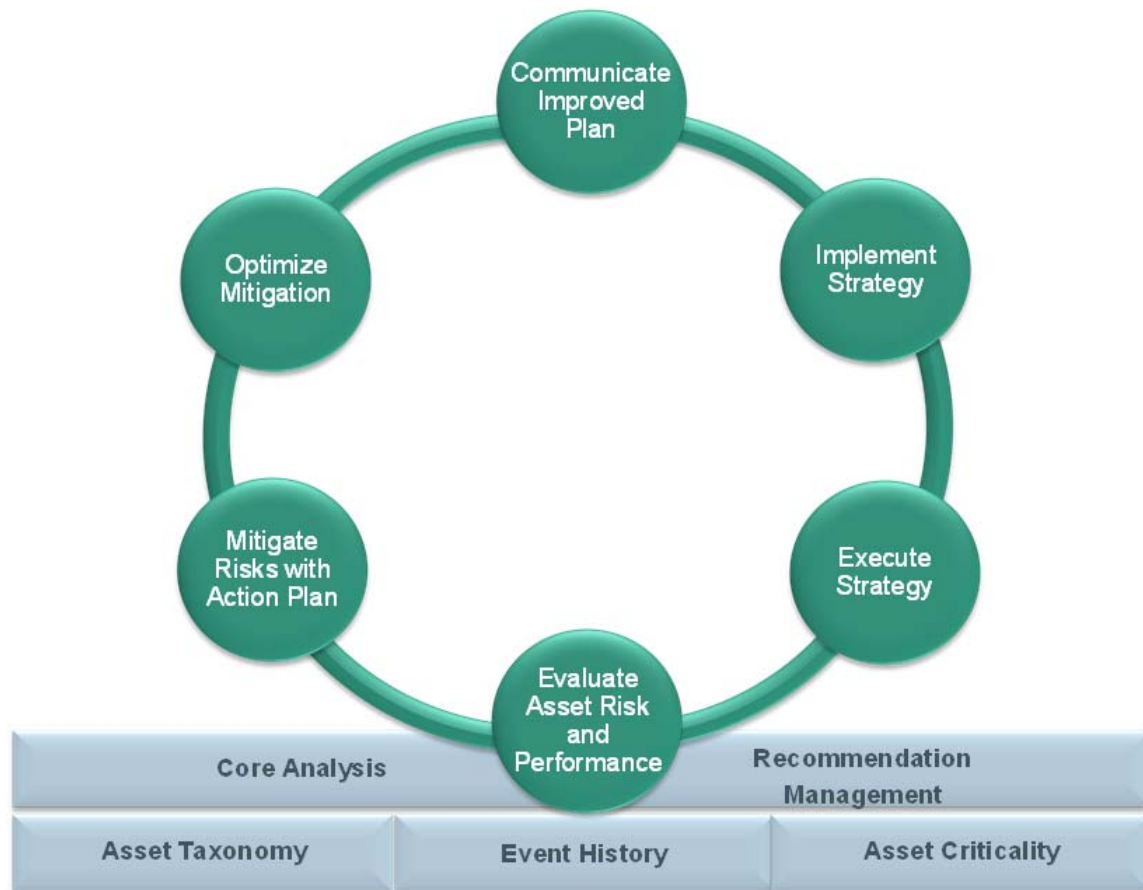 Communicate
Improved
Plan
Optimize
Mitigation
Implement
Strategy
Mitigate
Risks with
Action Plan
Execute
Strategy
Evaluate
Asset Risk
and
Performance
Core Analysis
Recommendation
Management
Asset Taxonomy
Event History
Asset Criticality